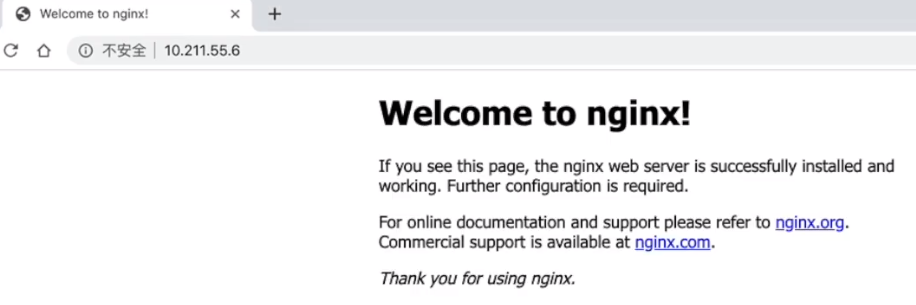 Welcome to nginx!
不安全 | 10.211.55.6
Welcome to nginx!
If you see this page, the nginx web server is successfully installed and
working. Further configuration is required.
For online documentation and support please refer to nginx.org.
Commercial support is available at nginx.com.
Thank you for using nginx.